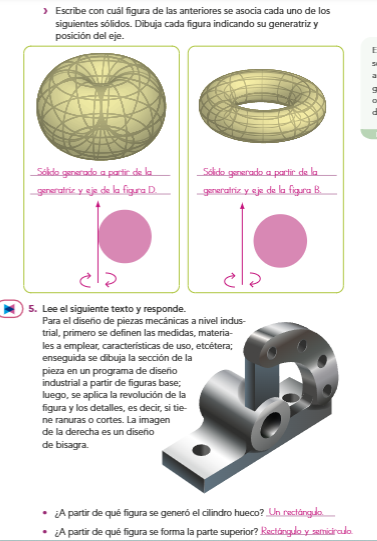 › Escribe con cuál figura de las anteriores se asocia cada uno de los
siguientes sólidos. Dibuja cada figura indicando su generatriz y
posición del eje.
Sólido generado a partir de la
generatriz y eje de la figura D.
Sólido generado a partir de la
generatriz y eje de la figura B.
5. Lee el siguiente texto y responde.
Para el diseño de piezas mecánicas a nivel indus-
trial, primero se definen las medidas, materia-
les a emplear, características de uso, etcétera;
enseguida se dibuja la sección de la
pieza en un programa de diseño
industrial a partir de figuras base;
luego, se aplica la revolución de la
figura y los detalles, es decir, si tie-
ne ranuras o cortes. La imagen
de la derecha es un diseño
de bisagra.
• ¿A partir de qué figura se generó el cilindro hueco? Un rectángulo.
• ¿A partir de qué figura se forma la parte superior? Rectángulo y semicírculo.